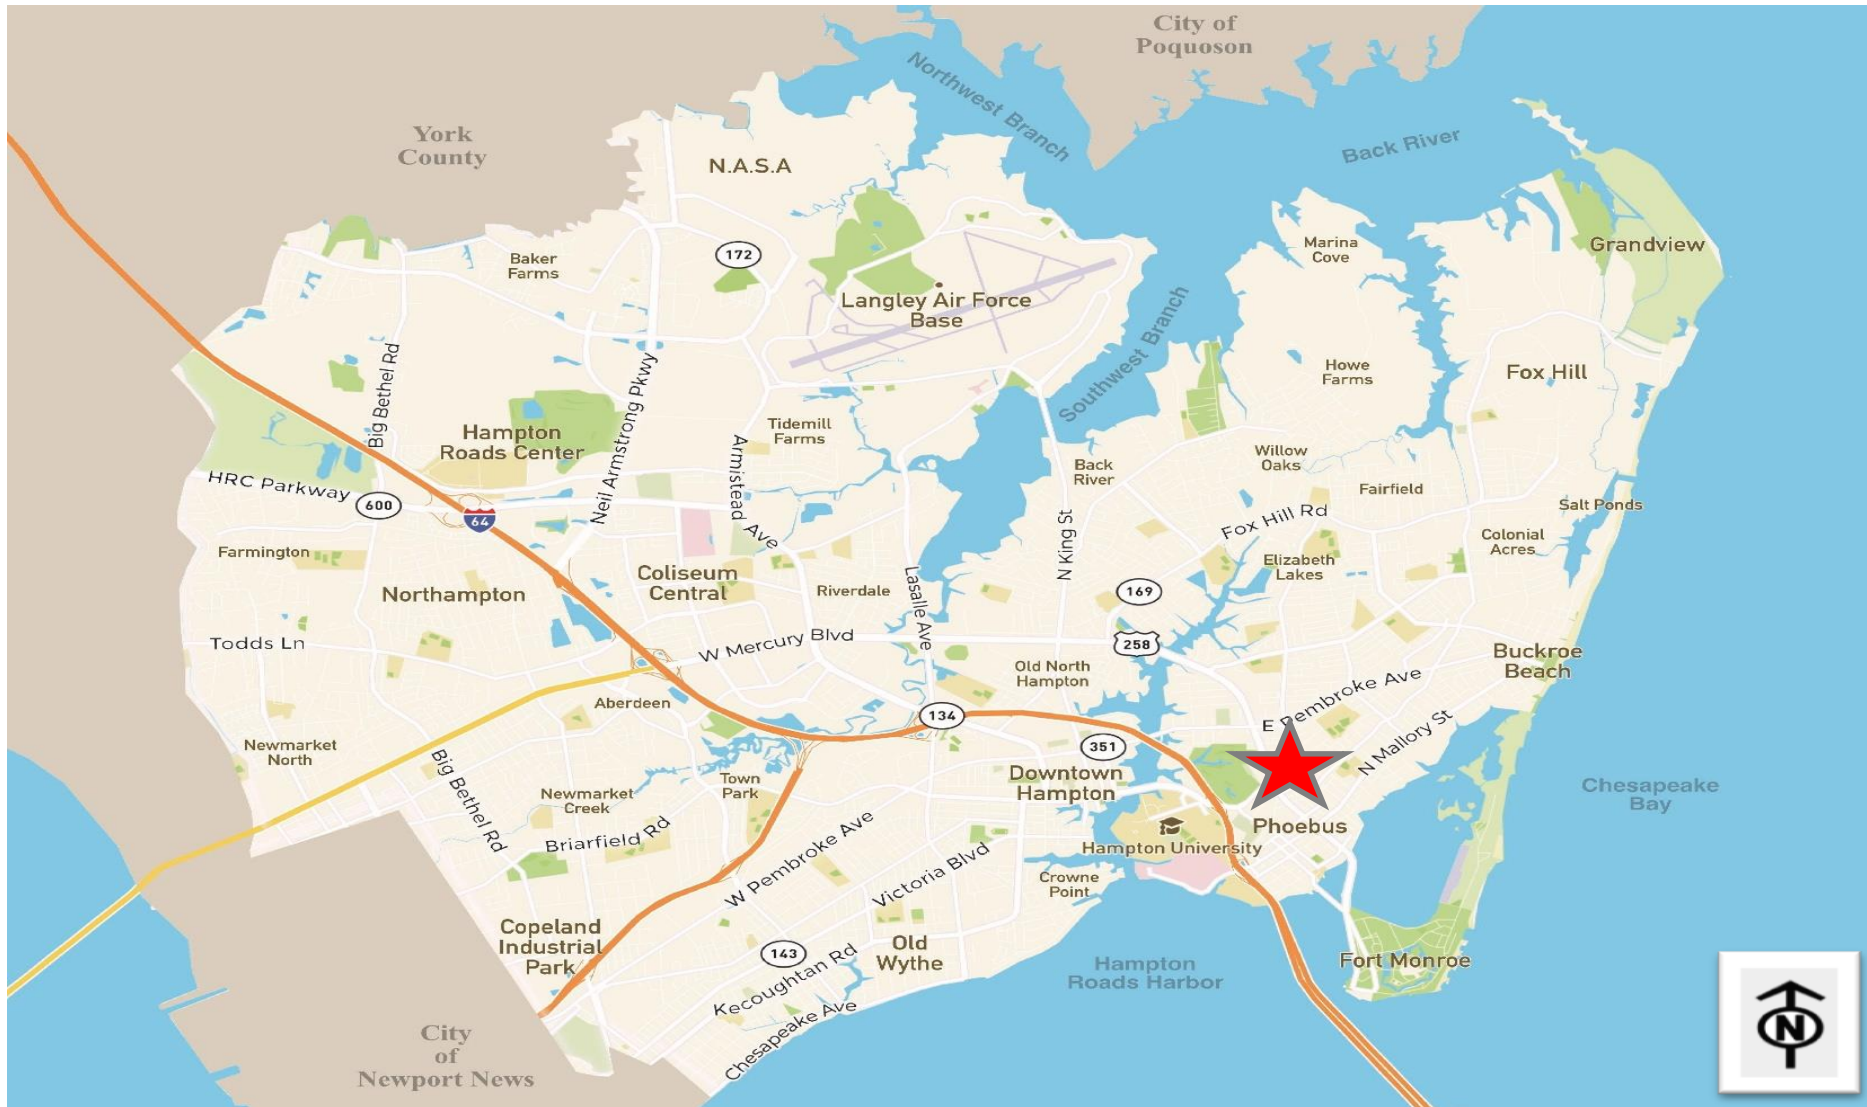 City of
Poquoson
Northwest Branch
York
County
Back River
N.A.S.A
172
Baker
Farms
Marina
Cove
Grandview
Langley Air Force
Base
Southwest Branch
Big Bethel Rd
Neil Armstrong Pkwy
Howe
Farms
Fox Hill
Hampton
Roads Center
Tidemill
Farms
Armistead Ave
Back
River
Willow
Oaks
Fairfield
HRC Parkway
600
64
N King St
Fox Hill Rd
Salt Ponds
Colonial
Acres
Farmington
Northampton
Coliseum
Central
Riverdale
Lasalle Ave
Elizabeth
Lakes
169
Todds Ln
W Mercury Blvd
258
Buckroe
Beach
Old North
Hampton
Aberdeen
134
E Pembroke Ave
351
N Mallory St
Newmarket
North
Big Bethel Rd
Town
Park
Downtown
Hampton
Chesapeake
Bay
Newmarket
Creek
Briarfield Rd
W Pembroke Ave
Victoria Blvd
Phoebus
Hampton University
Crowne
Point
Copeland
Industrial
Park
143
Old
Wythe
Kecoughtan Rd
Hampton
Roads Harbor
Fort Monroe
Chesapeake Ave
City
of
Newport News
N